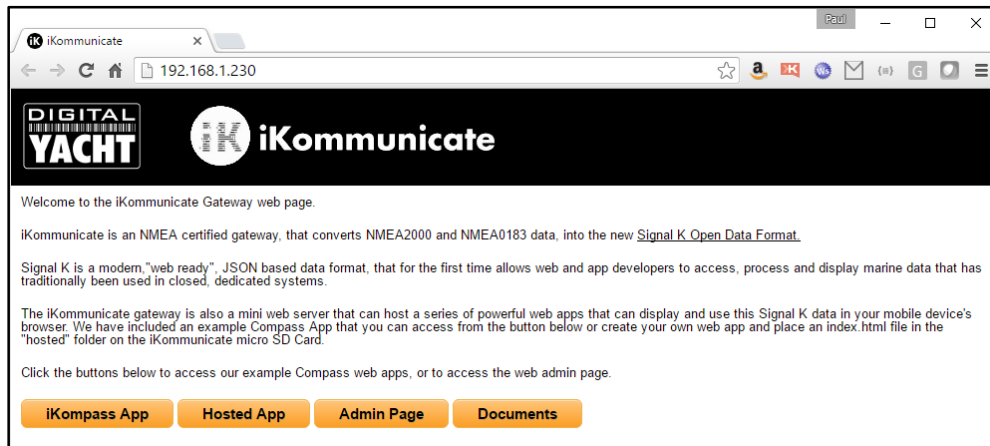 Paul
iKommunicate
192.168.1.230
DIGITAL
YACHT
iK iKommunicate
Welcome to the iKommunicate Gateway web page.
iKommunicate is an NMEA certified gateway, that converts NMEA2000 and NMEA0183 data, into the new Signal K Open Data Format.
Signal K is a modern,"web ready", JSON based data format, that for the first time allows web and app developers to access, process and display marine data that has
traditionally been used in closed, dedicated systems.
The iKommunicate gateway is also a mini web server that can host a series of powerful web apps that can display and use this Signal K data in your mobile device's
browser. We have included an example Compass App that you can access from the button below or create your own web app and place an index.html file in the
"hosted" folder on the iKommunicate micro SD Card.
Click the buttons below to access our example Compass web apps, or to access the web admin page.
iKompass App Hosted App Admin Page Documents